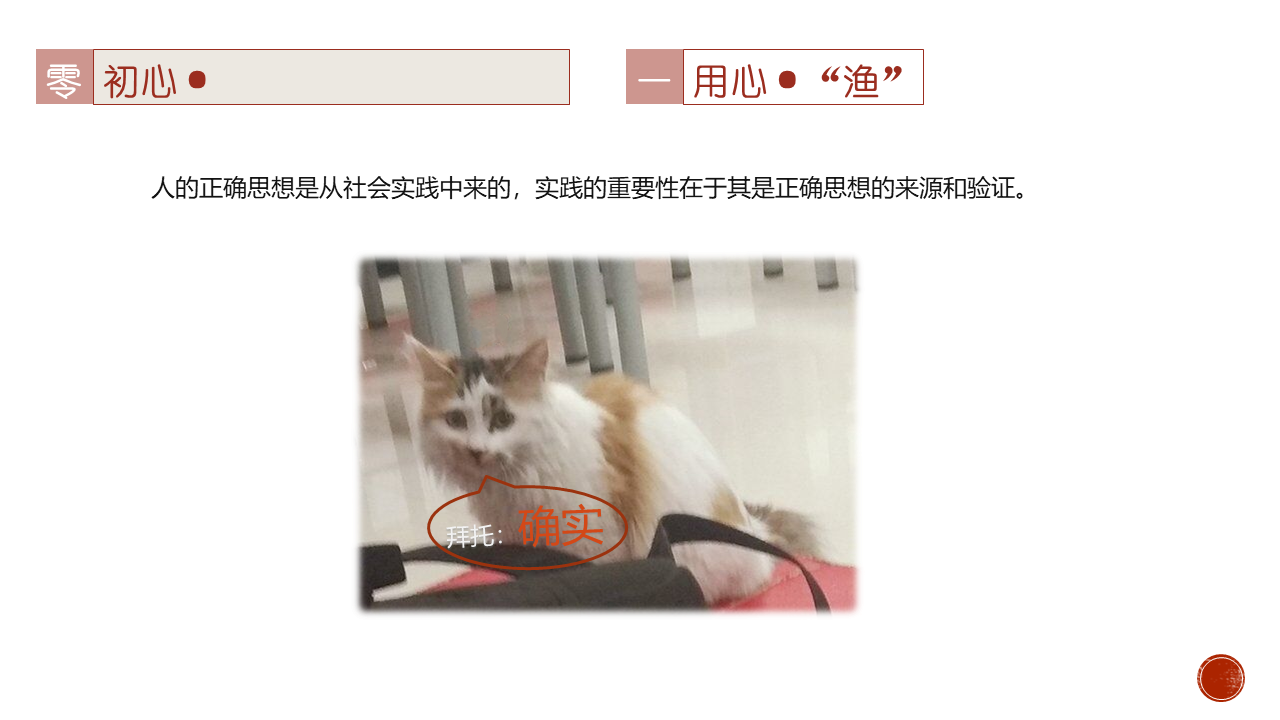 零 初心•
一 用心•“渔”
人的正确思想是从社会实践中来的，实践的重要性在于其是正确思想的来源和验证。
拜托：确实